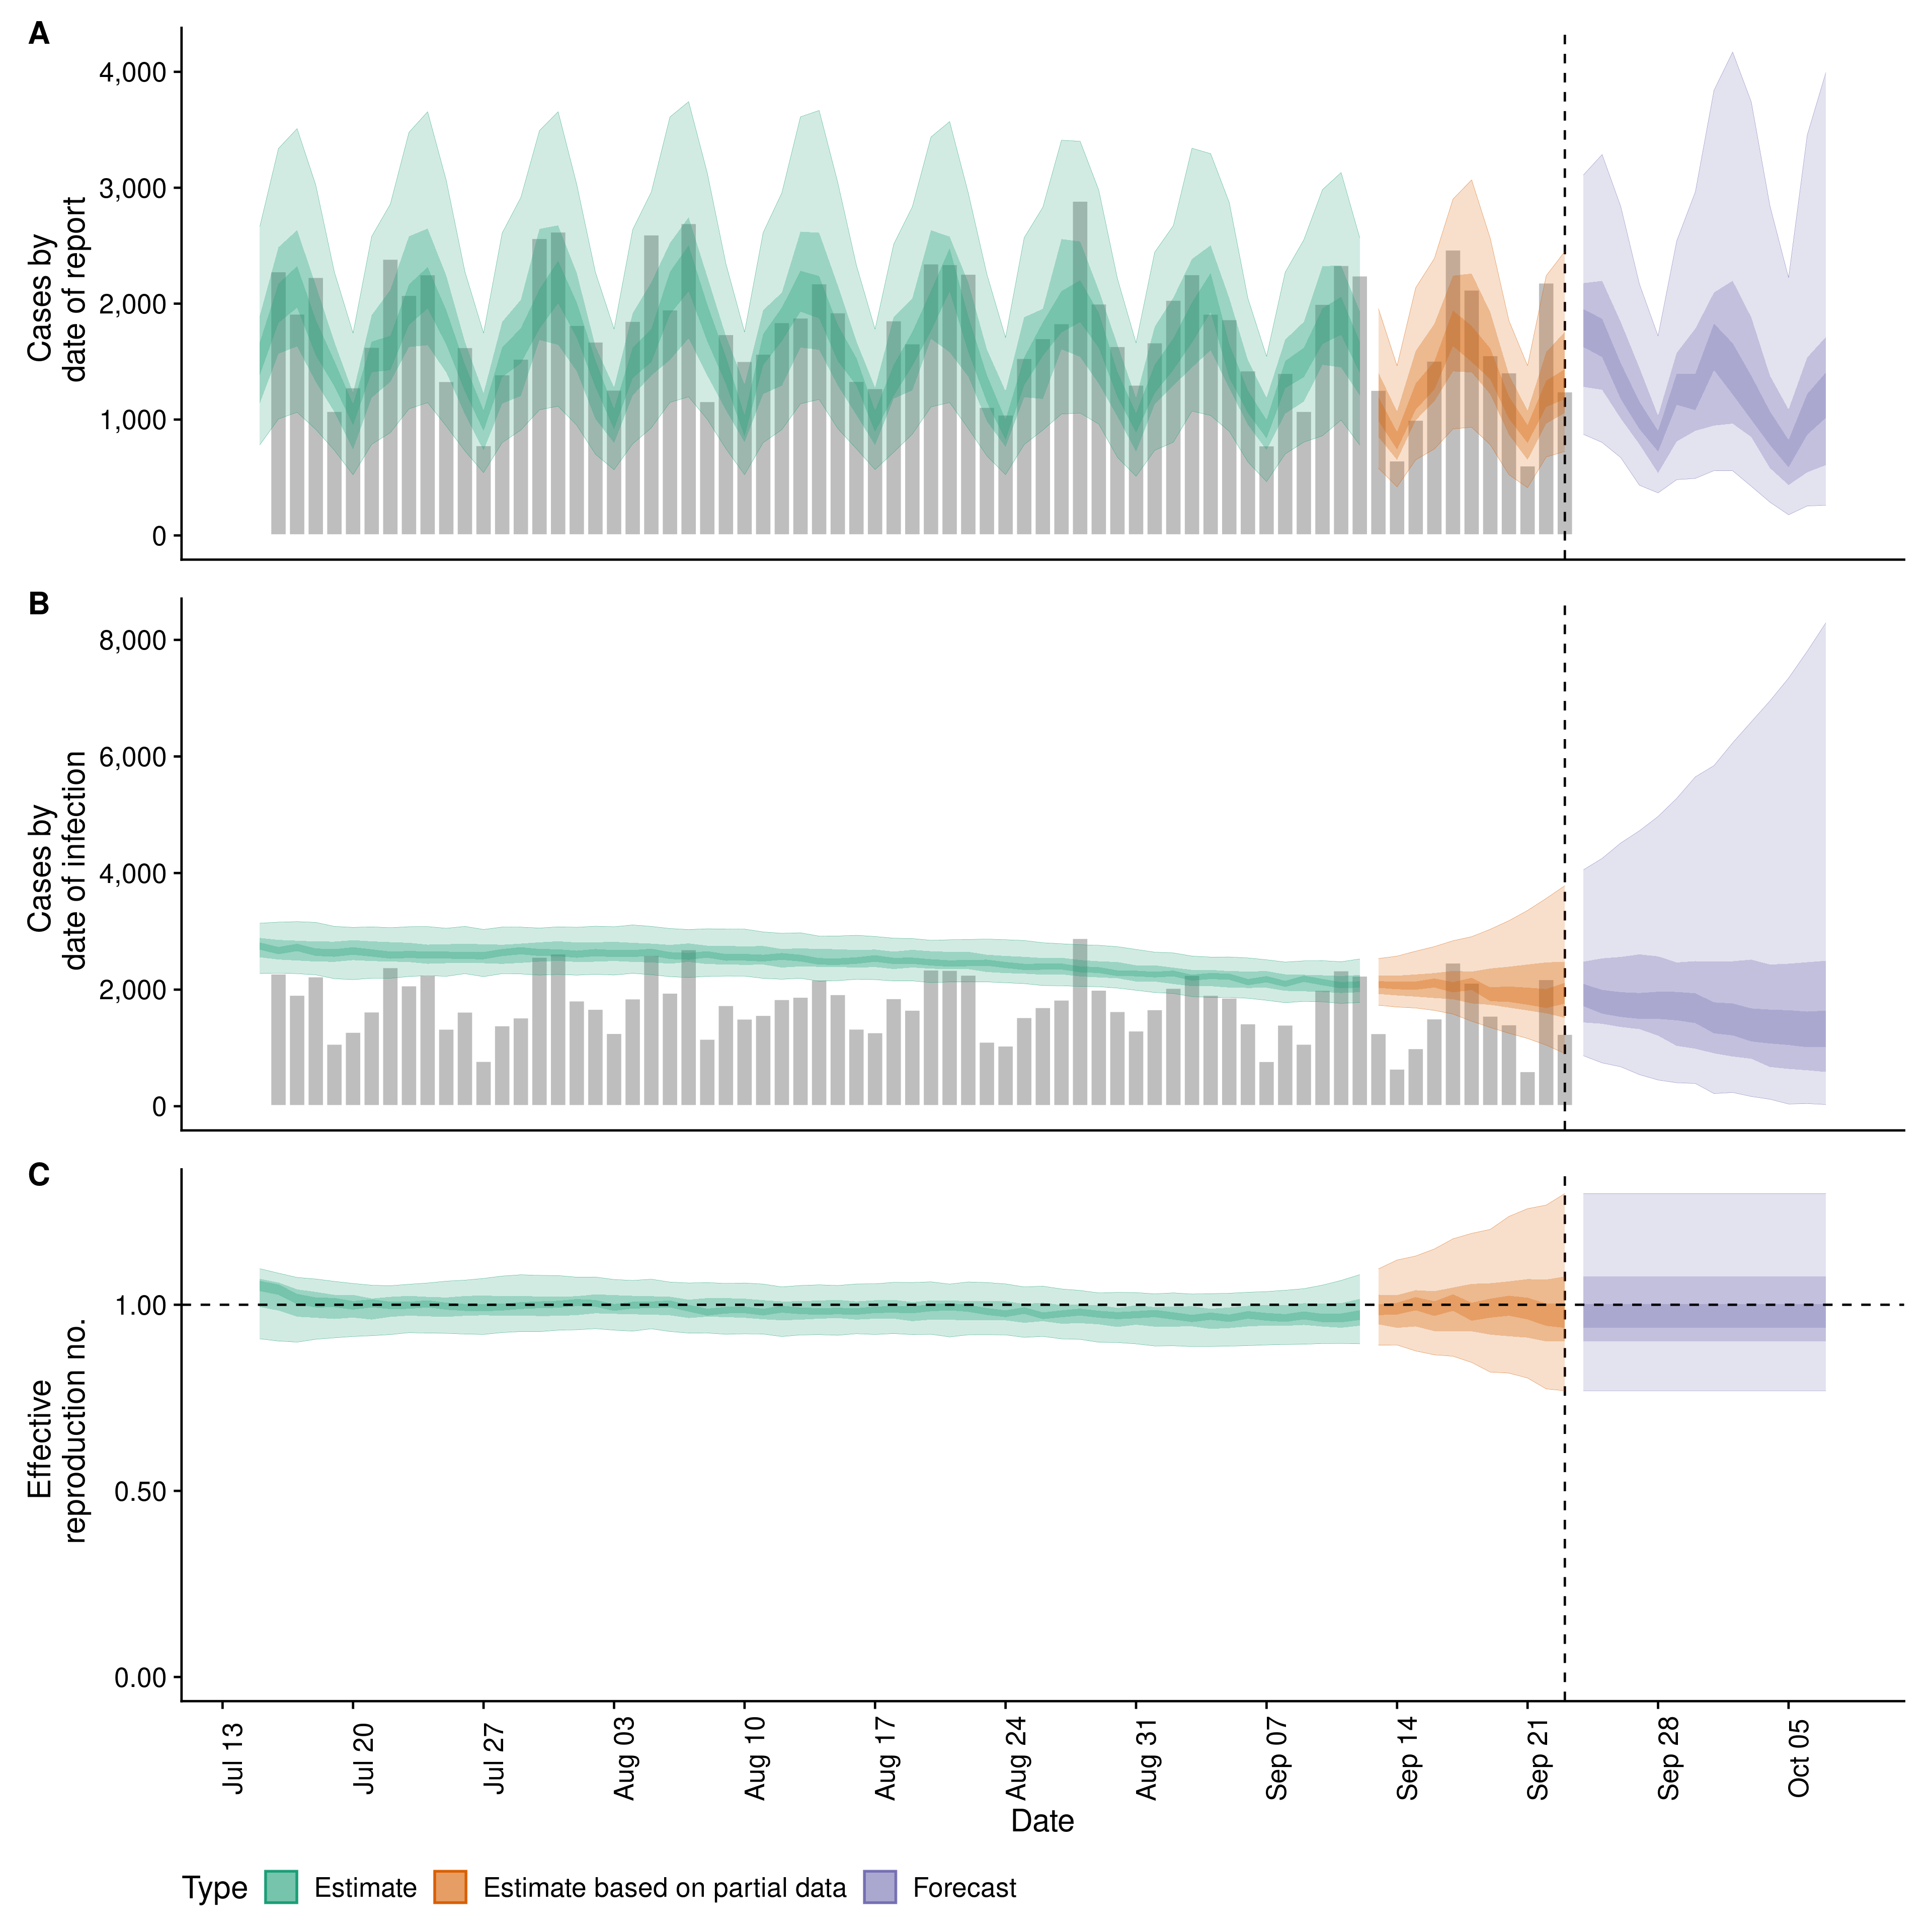 A
4,000
3,000
2,000
1,000
0
Cases by
date of report
B
8,000
6,000
4,000
2,000
0
Cases by
date of infection
C
1.00
0.50
0.00
Effective
reproduction no.
Jul 13
Jul 20
Jul 27
Aug 03
Aug 10
Aug 17
Aug 24
Aug 31
Sep 07
Sep 14
Sep 21
Sep 28
Oct 05
Date
Type Estimate Estimate based on partial data Forecast